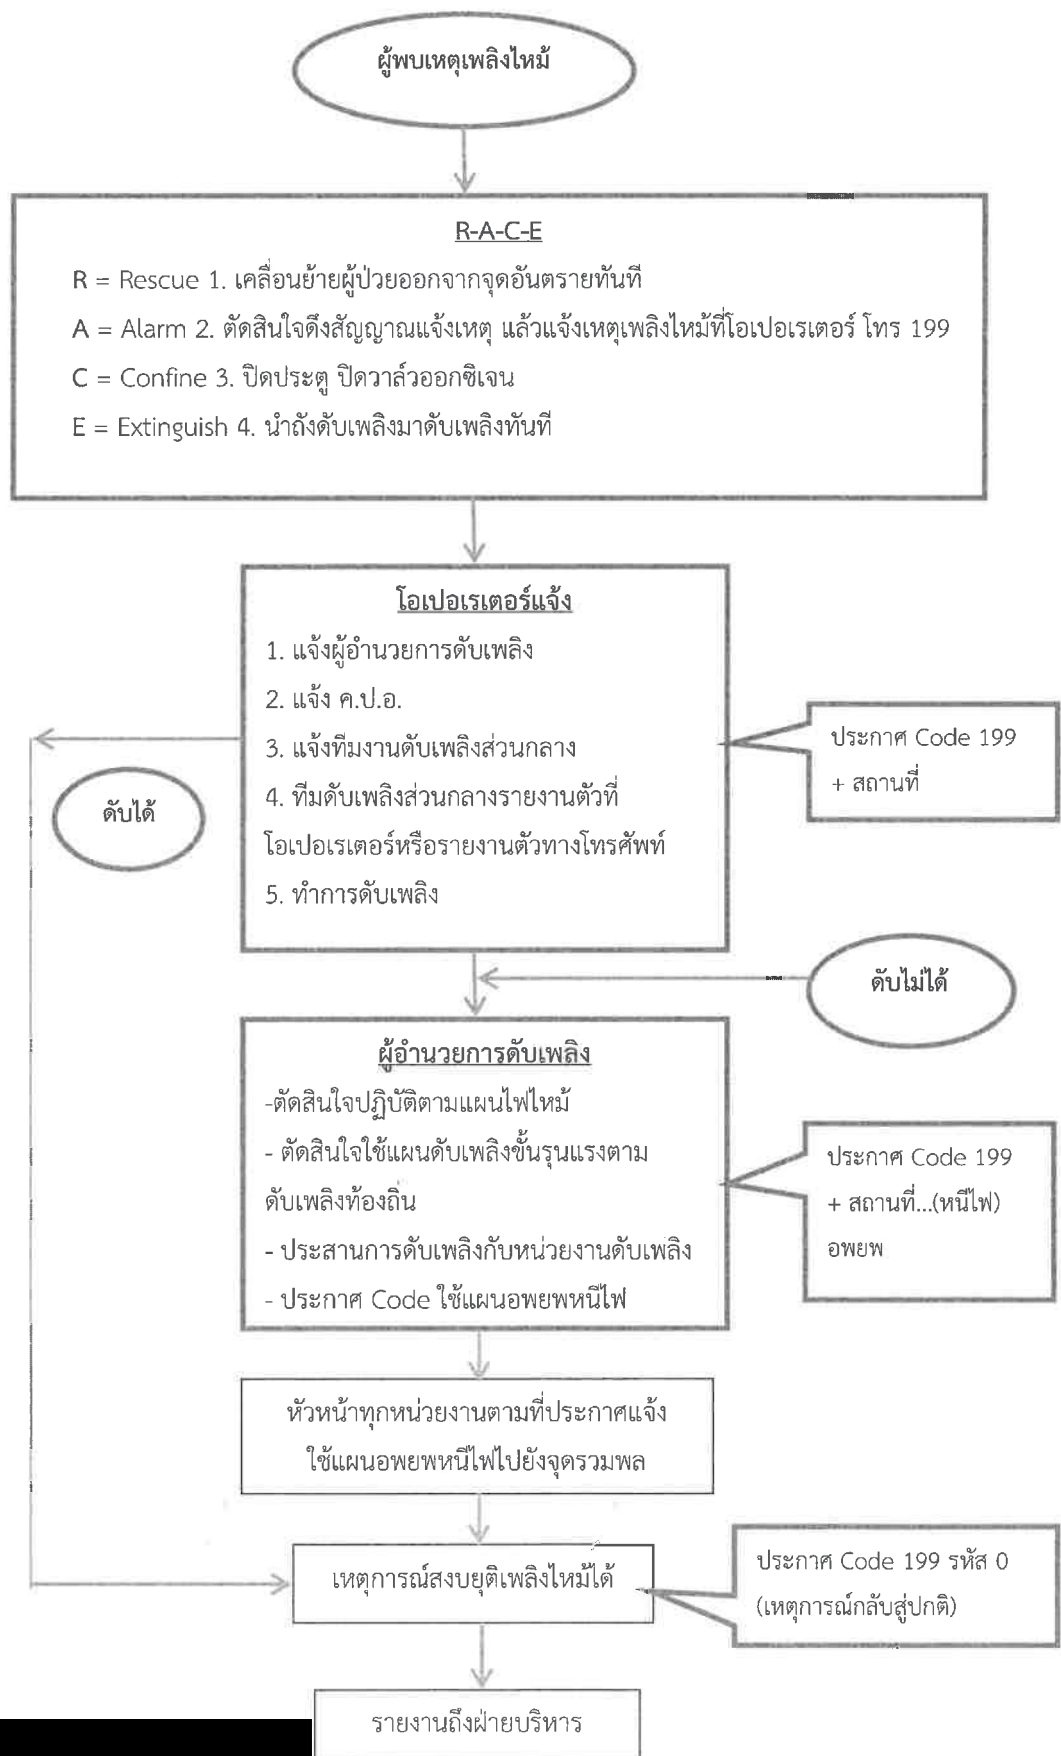 ผู้พบเหตุเพลิงไหม้
R-A-C-E
R = Rescue 1. เคลื่อนย้ายผู้ป่วยออกจากจุดอันตรายทันที
A = Alarm 2. ตัดสินใจดึงสัญญาณแจ้งเหตุ แล้วแจ้งเหตุเพลิงไหม้ที่โอเปอเรเตอร์ โทร 199
C = Confine 3. ปิดประตู ปิดวาล์วออกซิเจน
E = Extinguish 4. นำถังดับเพลิงมาดับเพลิงทันที
โอเปอเรเตอร์แจ้ง
1. แจ้งผู้อำนวยการดับเพลิง
2. แจ้ง ค.ป.อ.
3. แจ้งทีมงานดับเพลิงส่วนกลาง
4. ทีมดับเพลิงส่วนกลางรายงานตัวที่
โอเปอเรเตอร์หรือรายงานตัวทางโทรศัพท์
5. ทำการดับเพลิง
ประกาศ Code 199
+ สถานที่
ดับได้
ดับไม่ได้
ผู้อำนวยการดับเพลิง
-ตัดสินใจปฏิบัติตามแผนไฟไหม้
- ตัดสินใจใช้แผนดับเพลิงขั้นรุนแรงตาม
ดับเพลิงท้องถิ่น
- ประสานการดับเพลิงกับหน่วยงานดับเพลิง
- ประกาศ Code ใช้แผนอพยพหนีไฟ
ประกาศ Code 199
+ สถานที่...(หนีไฟ)
อพยพ
หัวหน้าทุกหน่วยงานตามที่ประกาศแจ้ง
ใช้แผนอพยพหนีไฟไปยังจุดรวมพล
เหตุการณ์สงบยุติเพลิงไหม้ได้
ประกาศ Code 199 รหัส 0
(เหตุการณ์กลับสู่ปกติ)
รายงานถึงฝ่ายบริหาร